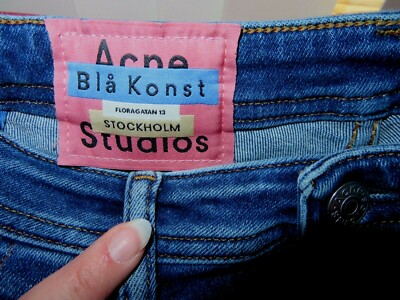 Acne
Blå Konst
FLORAGATAN 13
STOCKHOLM
Studios